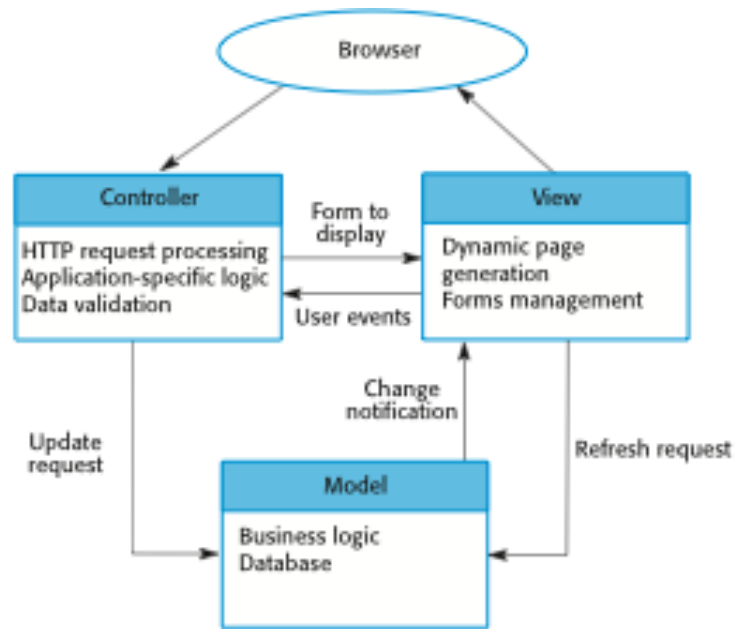 Browser
Controller
HTTP request processing
Application-specific logic
Data validation
Form to
display
User events
View
Dynamic page
generation
Forms management
Update
request
Change
notification
Refresh request
Model
Business logic
Database